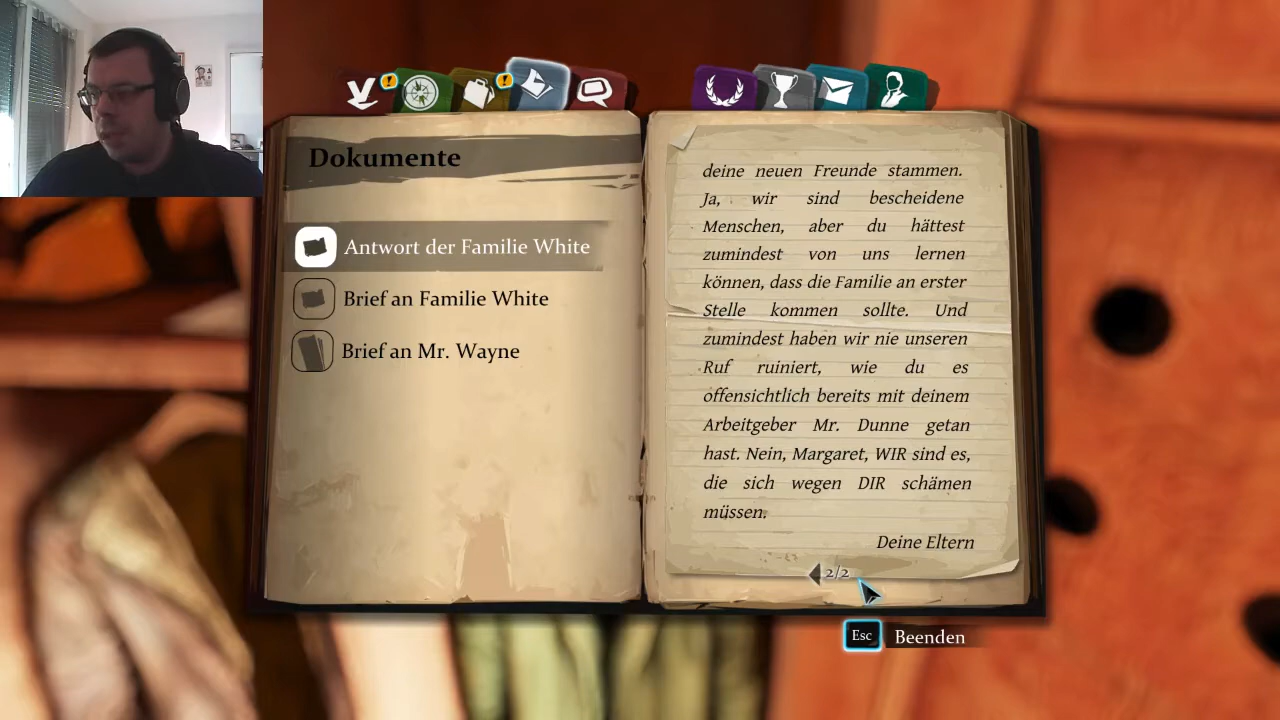 Dokumente
Antwort der Familie White
Brief an Familie White
Brief an Mr. Wayne
deine neuen Freunde stammen.
Ja, wir sind bescheidene
Menschen, aber du hättest
zumindest von uns lernen
können, dass die Familie an erster
Stelle kommen sollte. Und
zumindest haben wir nie unseren
Ruf ruiniert, wie du es
offensichtlich bereits mit deinem
Arbeitgeber Mr. Dunne getan
hast. Nein, Margaret, WIR sind es,
die sich wegen DIR schämen
müssen.
Deine Eltern
2/2
Esc Beenden